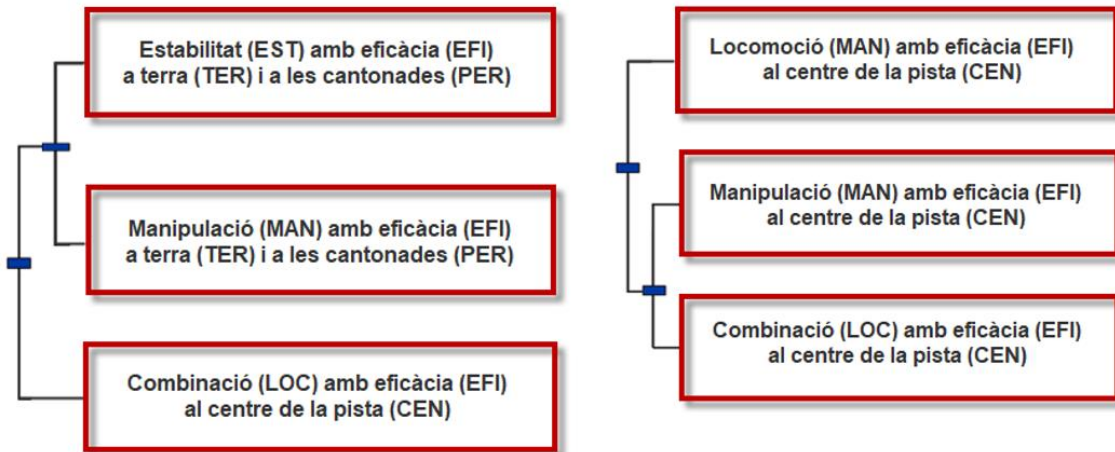 Estabilitat (EST) amb eficàcia (EFI)
a terra (TER) i a les cantonades (PER)
Manipulació (MAN) amb eficàcia (EFI)
a terra (TER) i a les cantonades (PER)
Combinació (LOC) amb eficàcia (EFI)
al centre de la pista (CEN)
Locomoció (MAN) amb eficàcia (EFI)
al centre de la pista (CEN)
Manipulació (MAN) amb eficàcia (EFI)
al centre de la pista (CEN)
Combinació (LOC) amb eficàcia (EFI)
al centre de la pista (CEN)